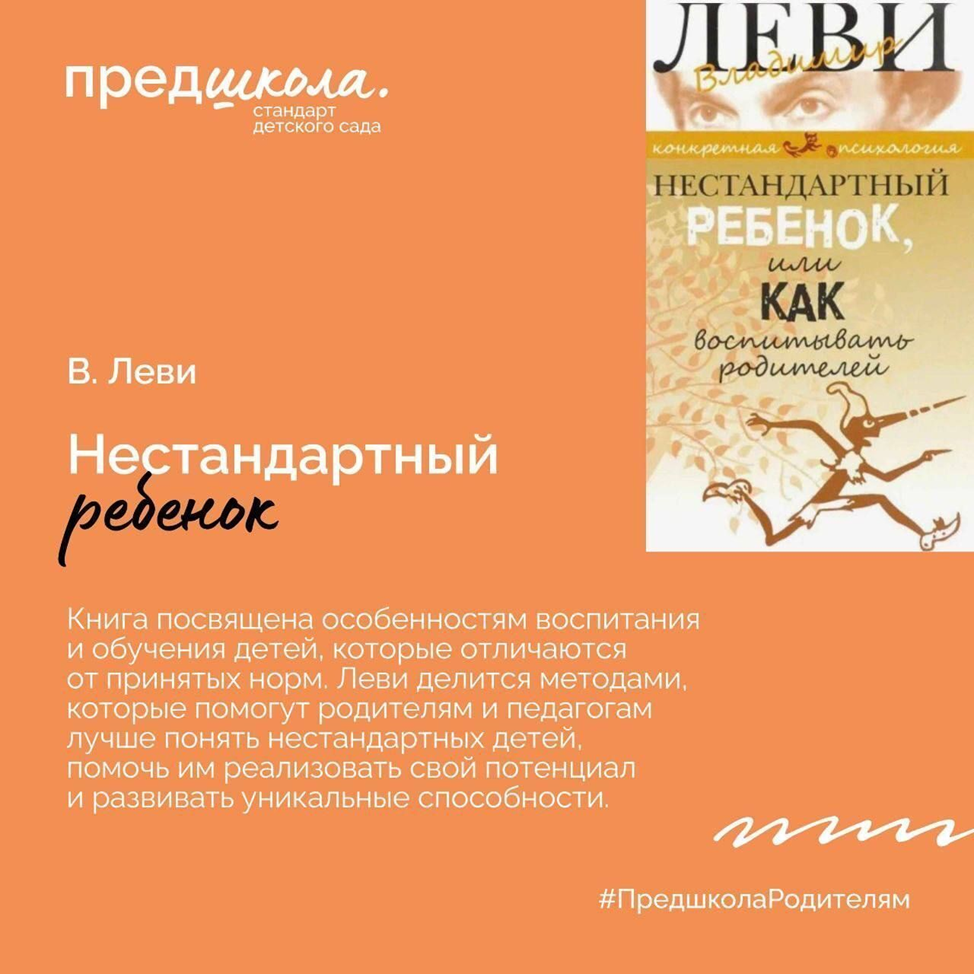 предшкола.
стандарт
детского сада
ЛЕВИ
Владимир
конкретная психология
НЕСТАНДАРТНЫЙ
РЕБЕНОК,
или
КАК
воспитывать
родителей
В. Леви
Нестандартный
ребенок
Книга посвящена особенностям воспитания
и обучения детей, которые отличаются
от принятых норм. Леви делится методами,
которые помогут родителям и педагогам
лучше понять нестандартных детей,
помочь им реализовать свой потенциал
и развивать уникальные способности.
#ПредшколаРодителям